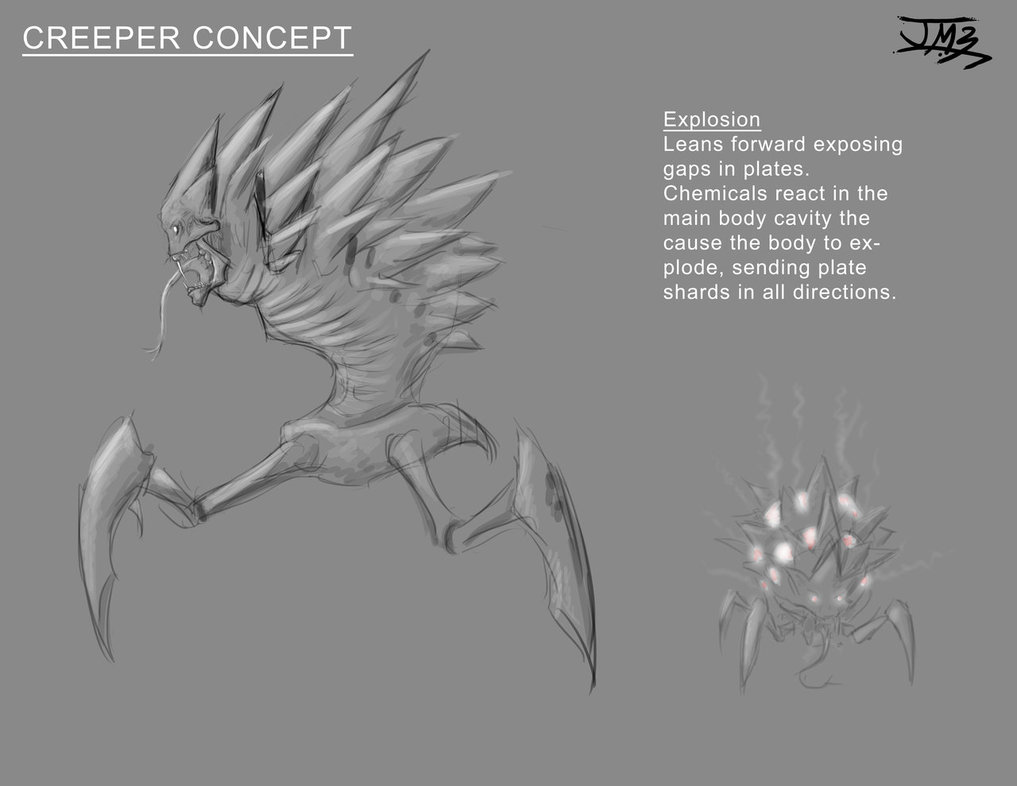 CREEPER CONCEPT
JM3
Explosion
Leans forward exposing
gaps in plates.
Chemicals react in the
main body cavity the
cause the body to ex-
plode, sending plate
shards in all directions.